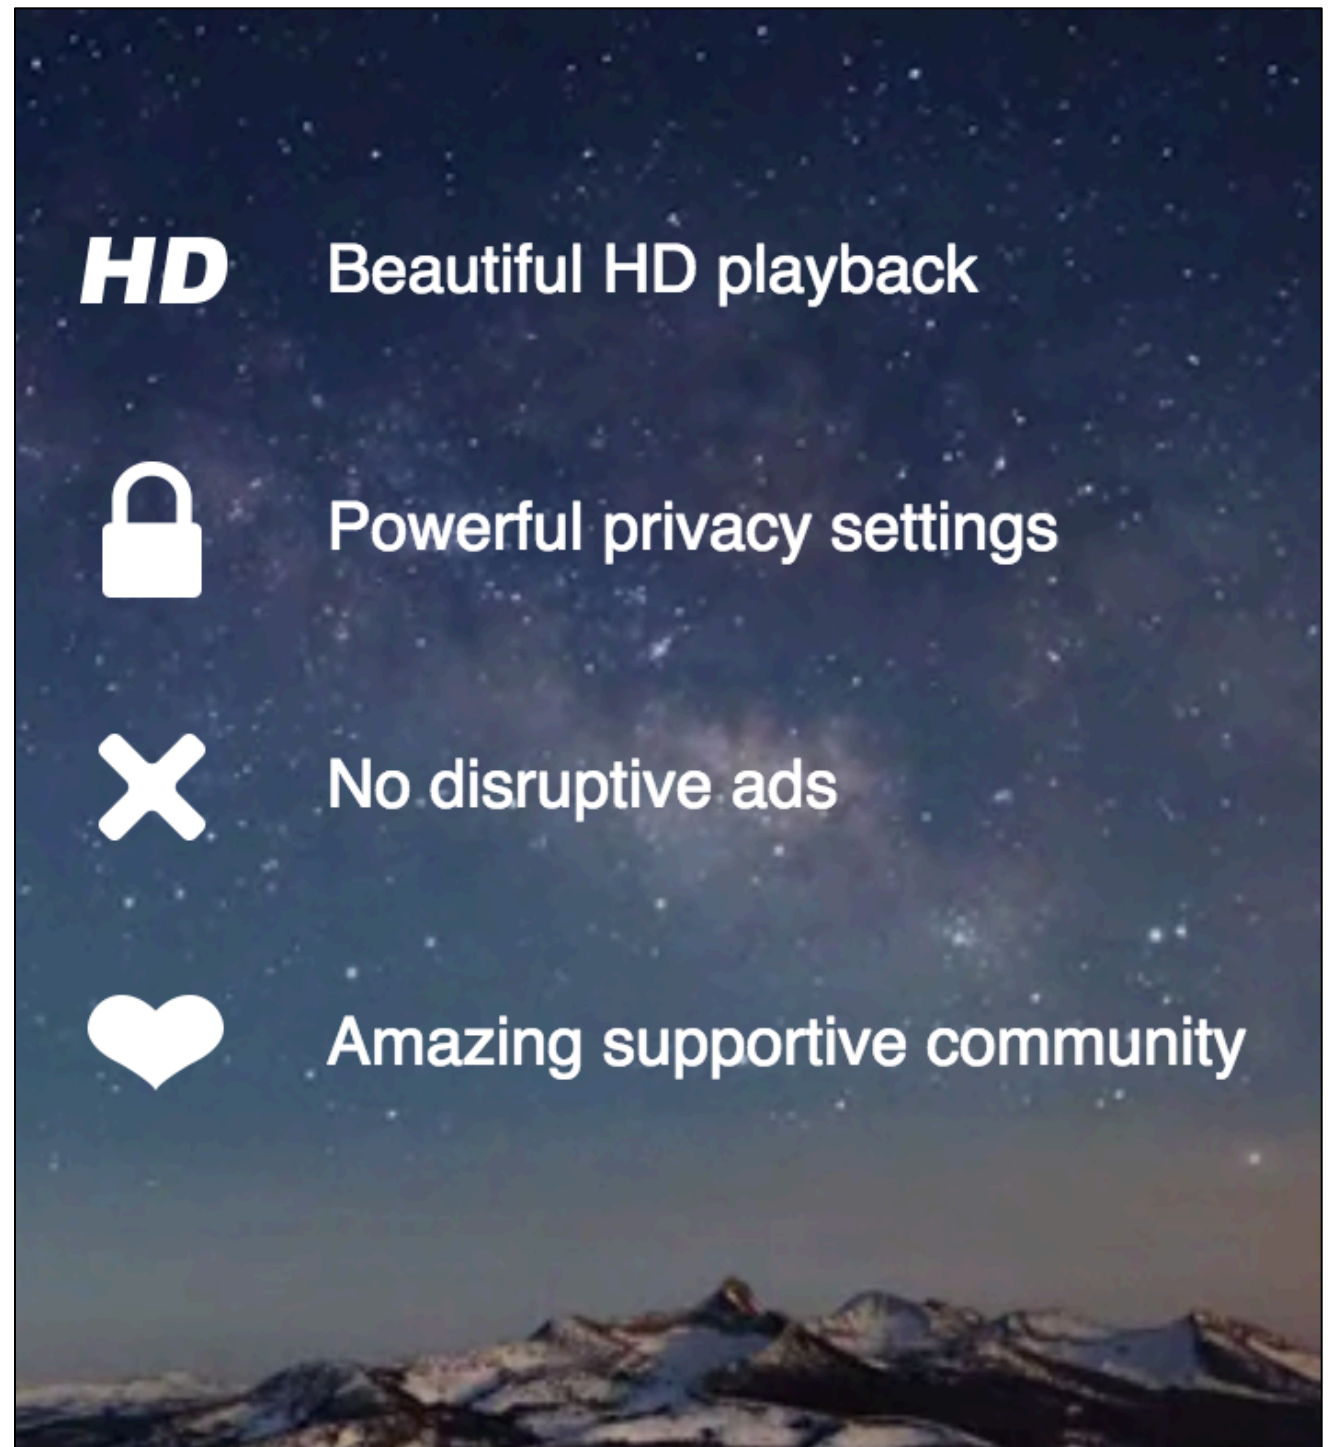 HD Beautiful HD playback
Powerful privacy settings
No disruptive ads
Amazing supportive community